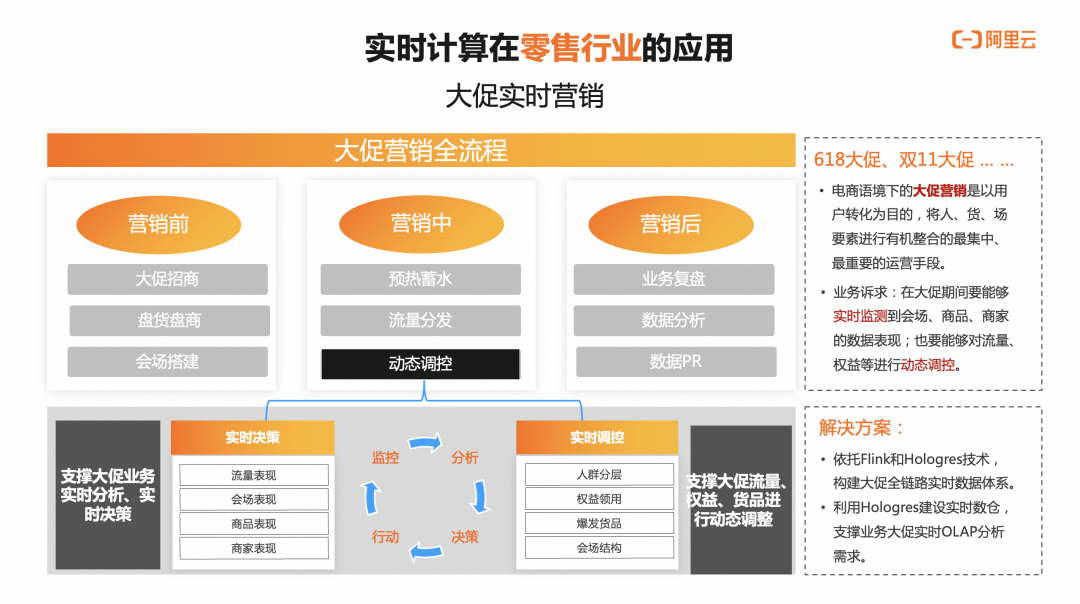 实时计算在零售行业的应用
阿里云
大促实时营销
大促营销全流程
营销前
大促招商
盘货盘商
会场搭建
营销中
预热蓄水
流量分发
动态调控
营销后
业务复盘
数据分析
数据PR
支撑大促业务
实时分析、实
时决策
实时决策
流量表现
会场表现
商品表现
商家表现
监控
分析
行动
决策
实时调控
人群分层
权益领用
爆发货品
会场结构
支撑大促流量、
权益、货品进
行动态调整
618大促、双11大促 ... ...
• 电商语境下的大促营销是以用
户转化为目的，将人、货、场
要素进行有机整合的最集中、
最重要的运营手段。
• 业务诉求：在大促期间要能够
实时监测到会场、商品、商家
的数据表现；也要能够对流量、
权益等进行动态调控。
解决方案：
• 依托Flink和Hologres技术，
构建大促全链路实时数据体系。
• 利用Hologres建设实时数仓，
支撑业务大促实时OLAP分析
需求。